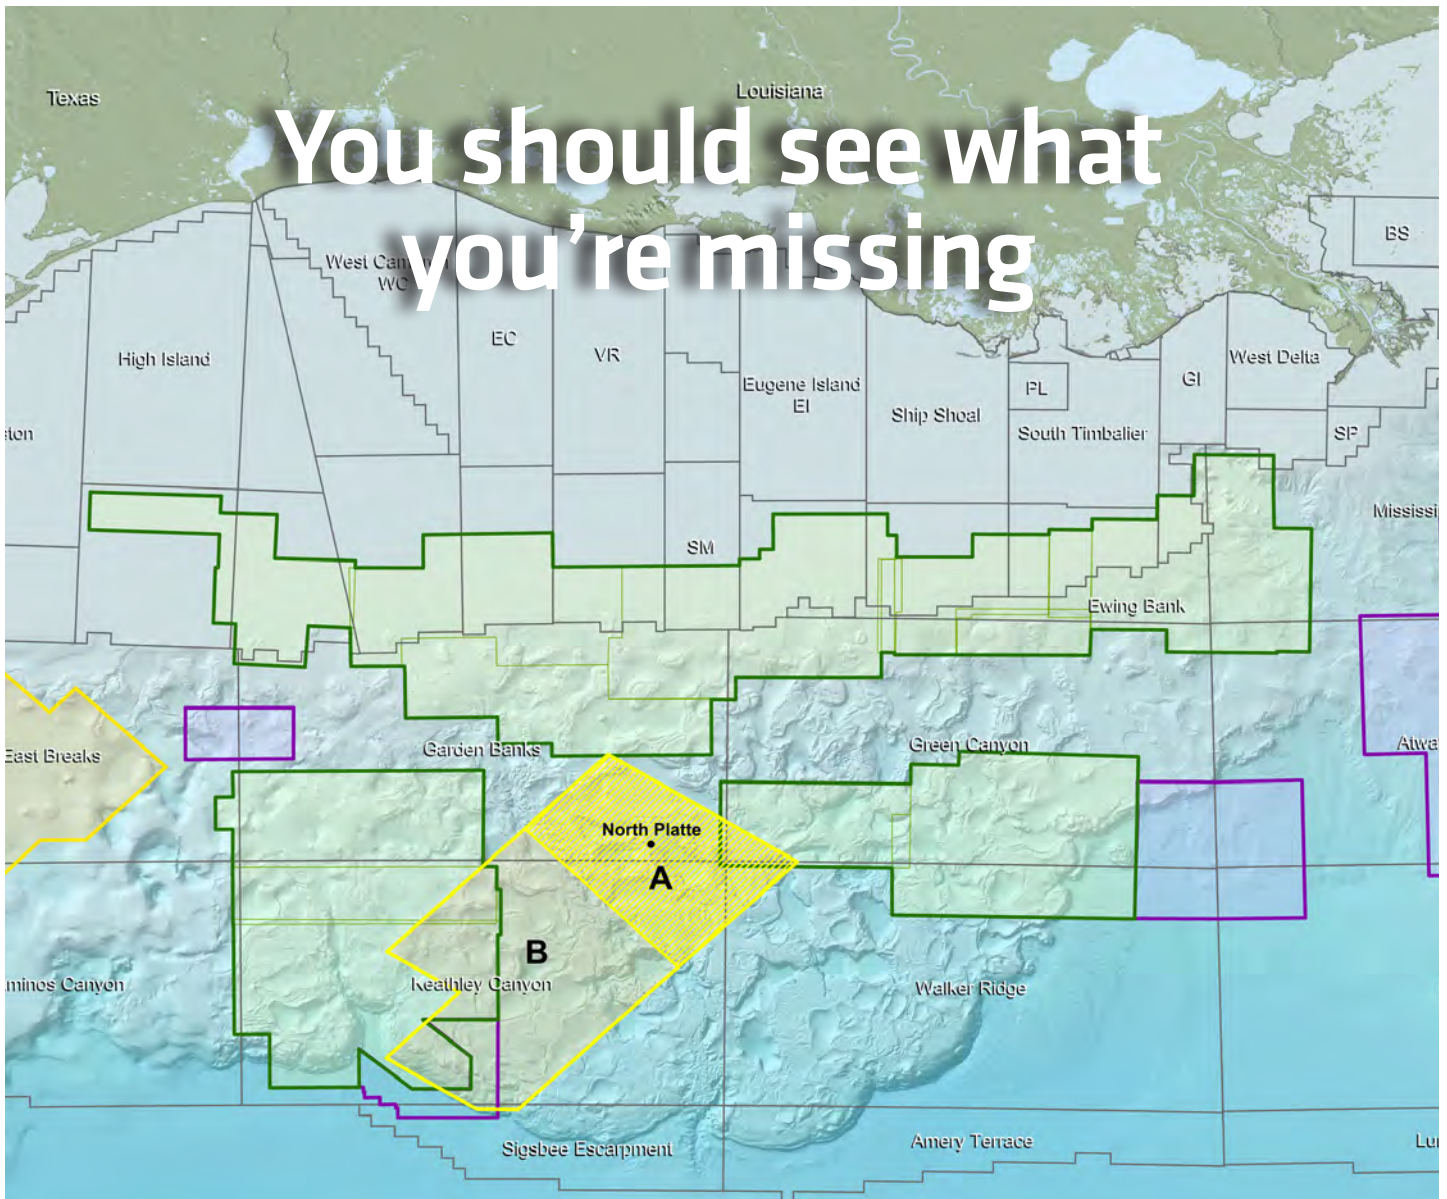 Texas
Louisiana
You should see what
you're missing
BS
West Cam
WC
High Island
EC
VR
Eugene Island
EI
Ship Shoal
PL
South Timbalier
GI
West Delta
SP
ston
SM
Mississi
Ewing Bank
East Breaks
Garden Banks
Green Canyon
Atwa
North Platte
A
B
minos Canyon
Keathley Canyon
Walker Ridge
Sigsbee Escarpment
Amery Terrace
Lu